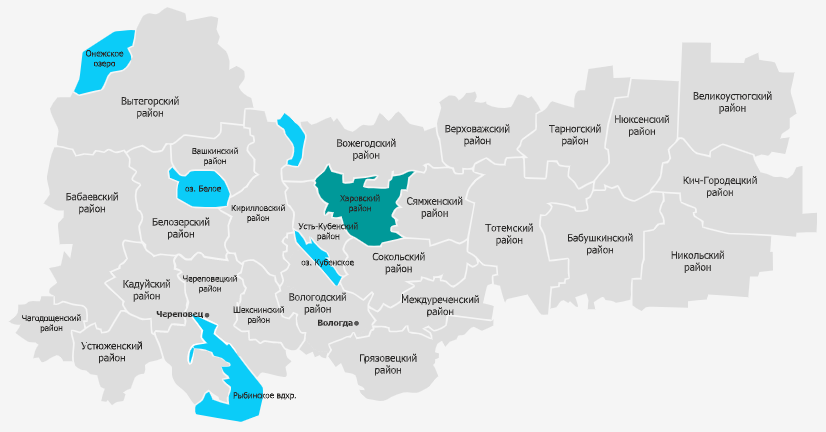 Онежское
озеро
Вытегорский
район
Великоустюгский
район
Нюксенский
район
Тарногский
район
Верховажский
район
Вожегодский
район
Вашкинский
район
оз. Белое
Бабаевский
район
Кирилловский
район
Белозерский
район
Харовский
район
Сямженский
район
Кич-Городецкий
район
Тотемский
район
Бабушкинский
район
Никольский
район
Усть-Кубенский
район
оз. Кубенское
Сокольский
район
Кадуйский
район
Череповецкий
район
Вологодский
район
Междуреченский
район
Шекснинский
район
Череповец
Вологда
Чагодощенский
район
Устюженский
район
Грязовецкий
район
Рыбинское вдхр.